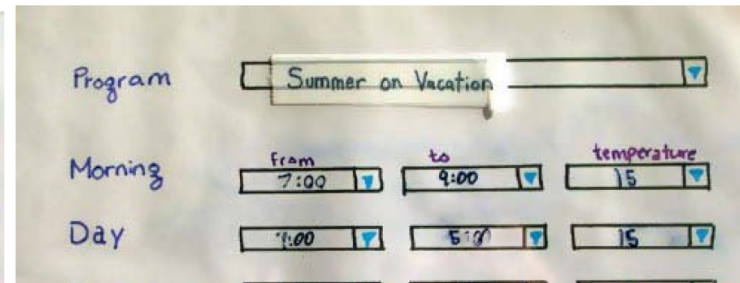 Program Summer on Vacation
from to temperature
Morning 7:00 9:00 15
Day 15